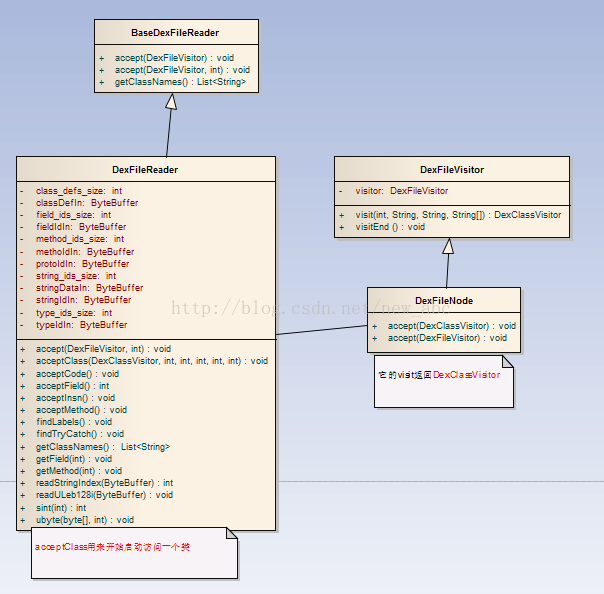 BaseDexFileReader
+ accept(DexFileVisitor) : void
+ accept(DexFileVisitor, int) : void
+ getClassNames() : List<String>
DexFileReader
- class_defs_size: int
- classDefIn: ByteBuffer
- field_ids_size: int
- fieldIdIn: ByteBuffer
- method_ids_size: int
- methoIdIn: ByteBuffer
- protoIdIn: ByteBuffer
- string_ids_size: int
- stringDataIn: ByteBuffer
- stringIdIn: ByteBuffer
- type_ids_size: int
- typeIdIn: ByteBuffer
+ accept(DexFileVisitor, int) : void
+ acceptClass(DexClassVisitor, int, int, int, int, int) : void
+ acceptCode() : void
+ acceptField() : int
+ acceptInsn() : void
+ acceptMethod() : void
+ findLabels() : void
+ findTryCatch() : void
+ getClassNames() : List<String>
+ getField(int) : void
+ getMethod(int) : void
+ readStringIndex(ByteBuffer) : int
+ readULeb128i(ByteBuffer) : void
+ sint(int) : int
+ ubyte(byte[], int) : void
acceptClass用来开始启动访问一个类
DexFileVisitor
- visitor: DexFileVisitor
+ visit(int, String, String, String[]) : DexClassVisitor
+ visitEnd () : void
DexFileNode
+ accept(DexClassVisitor) : void
+ accept(DexFileVisitor) : void
它的visit返回DexClassVisitor
http://blog.csdn.net/new_abc